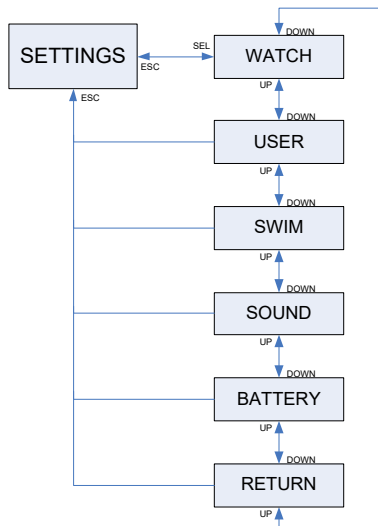 DOWN
SETTINGS
SEL
WATCH
ESC
UP
ESC
DOWN
USER
UP
DOWN
SWIM
UP
DOWN
SOUND
UP
DOWN
BATTERY
UP
DOWN
RETURN
UP